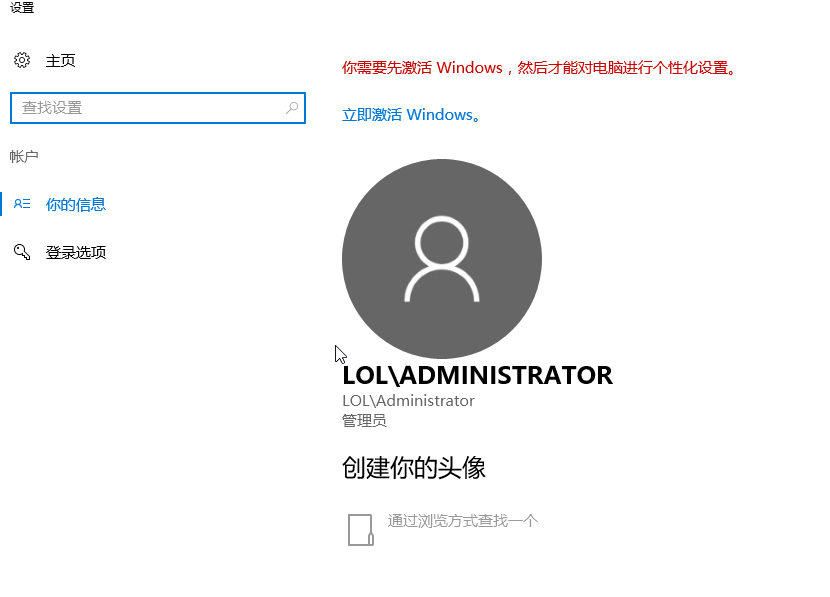 设置
主页
查找设置
帐户
你的信息
登录选项
你需要先激活 Windows，然后才能对电脑进行个性化设置。
立即激活 Windows。
LOL\ADMINISTRATOR
LOL\Administrator
管理员
创建你的头像
通过浏览方式查找一个